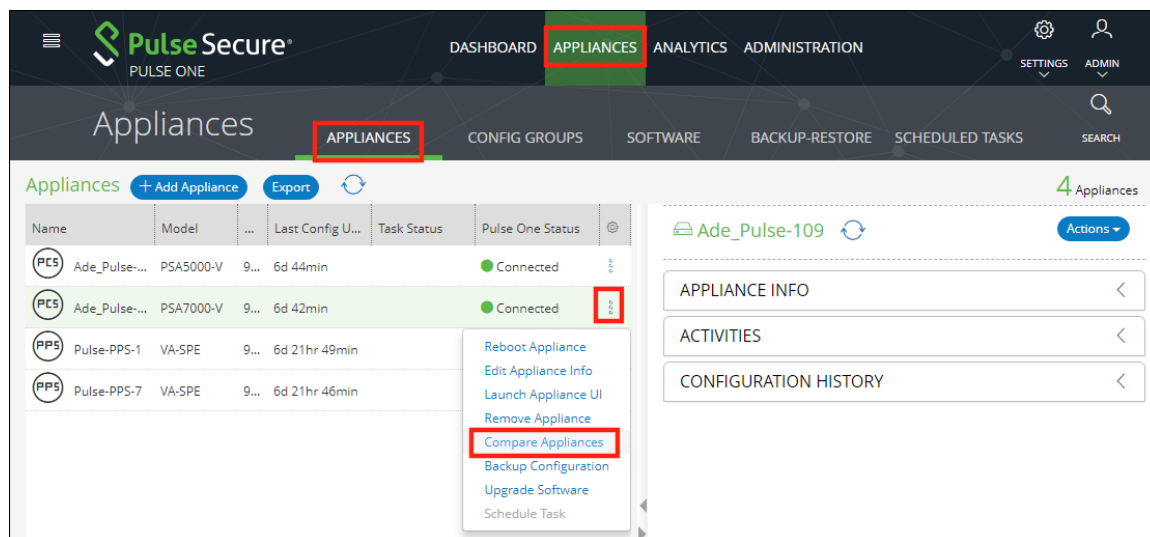 Pulse Secure
PULSE ONE
DASHBOARD APPLIANCES ANALYTICS ADMINISTRATION
SETTINGS ADMIN
Appliances
APPLIANCES CONFIG GROUPS SOFTWARE BACKUP-RESTORE SCHEDULED TASKS
SEARCH
Appliances + Add Appliance Export
4 Appliances
Name Model ... Last Config U... Task Status Pulse One Status
PCS Ade_Pulse-... PSA5000-V 9... 6d 44min Connected
PCS Ade_Pulse-... PSA7000-V 9... 6d 42min Connected
PPS Pulse-PPS-1 VA-SPE 9... 6d 21hr 49min
PPS Pulse-PPS-7 VA-SPE 9... 6d 21hr 46min
Reboot Appliance
Edit Appliance Info
Launch Appliance UI
Remove Appliance
Compare Appliances
Backup Configuration
Upgrade Software
Schedule Task
Ade_Pulse-109
Actions
APPLIANCE INFO
ACTIVITIES
CONFIGURATION HISTORY